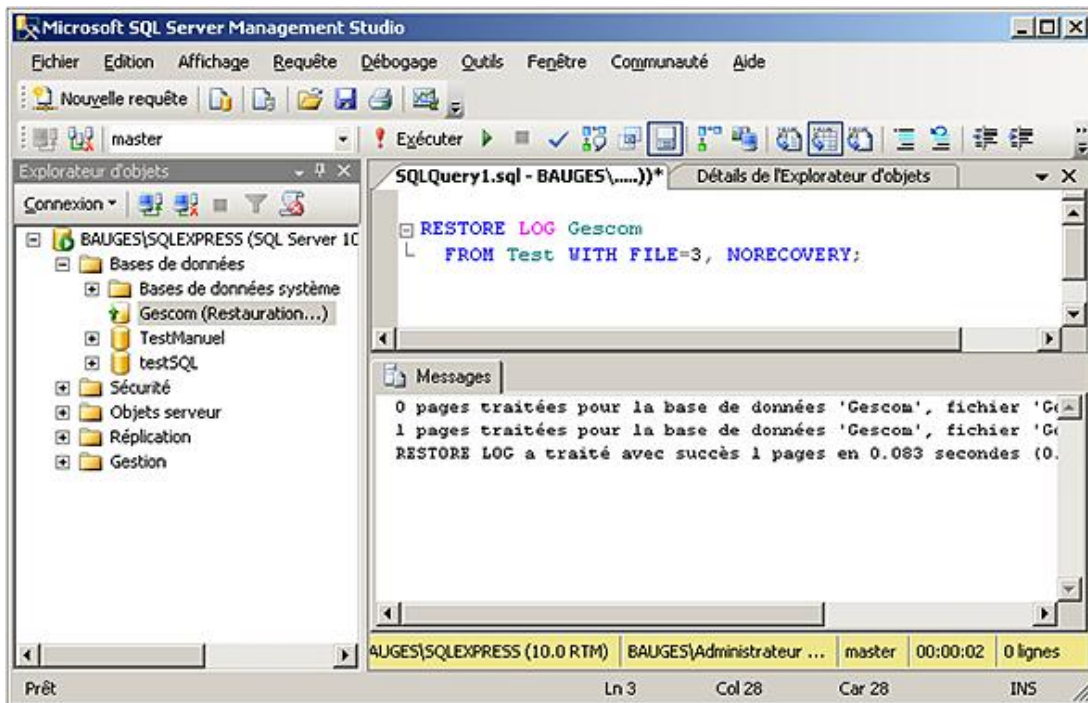 Microsoft SQL Server Management Studio
Fichier Edition Affichage Requête Débogage Outils Fenêtre Communauté Aide
Nouvelle requête
master
Exécuter
Explorateur d'objets
SQLQuery1.sql - BAUGES\.....))*
Détails de l'Explorateur d'objets
Connexion
BAUGES\SQLEXPRESS (SQL Server 10
Bases de données
Bases de données système
Gescom (Restauration...)
TestManuel
testSQL
Sécurité
Objets serveur
Réplication
Gestion
RESTORE LOG Gescom
FROM Test WITH FILE=3, NORECOVERY;
Messages
0 pages traitées pour la base de données 'Gescom', fichier 'Ge
1 pages traitées pour la base de données 'Gescom', fichier 'Ge
RESTORE LOG a traité avec succès 1 pages en 0.083 secondes (0.
AUGES\SQLEXPRESS (10.0 RTM) BAUGES\Administrateur ... master 00:00:02 0 lignes
Prêt Ln 3 Col 28 Car 28 INS